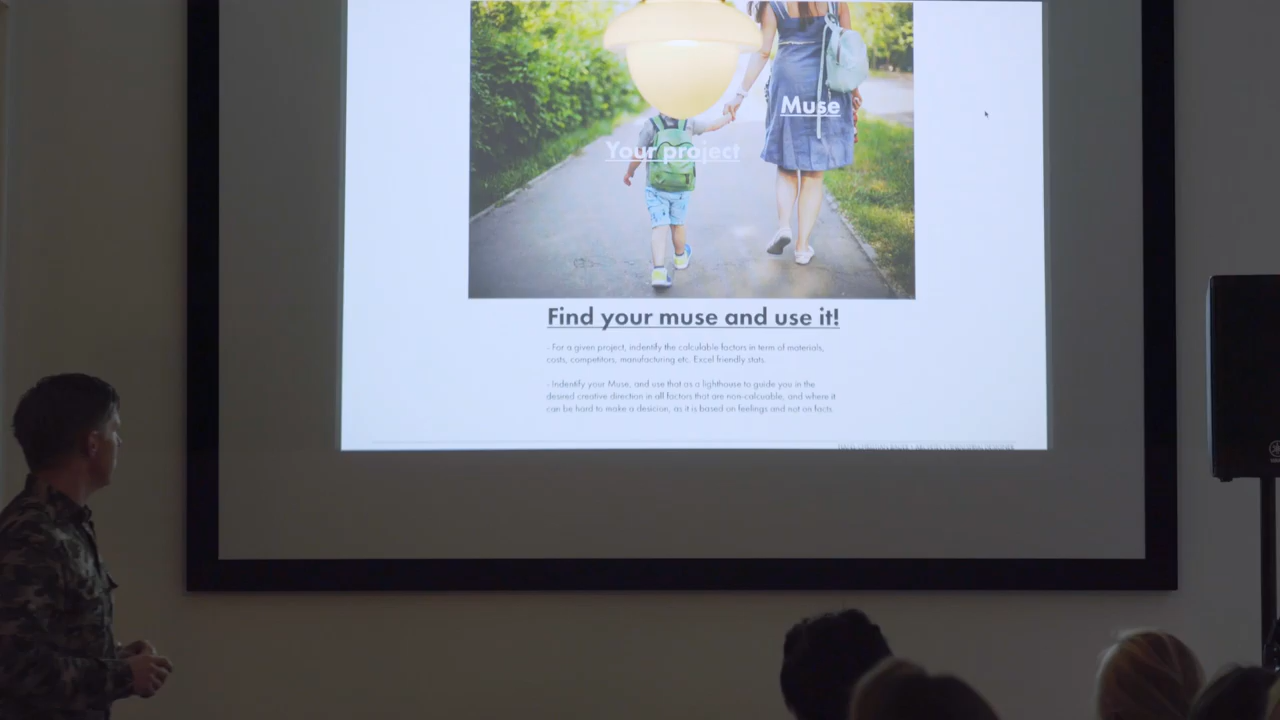 Muse
Your project
Find your muse and use it!
- For a given project, indentify the calculable factors in term of materials,
costs, competitors, manufacturing etc. Excel friendly stats.
- Indentify your Muse, and use that as a lighthouse to guide you in the
desired creative direction in all factors that are non-calcuable, and where it
can be hard to make a desicion, as it is based on feelings and not on facts.